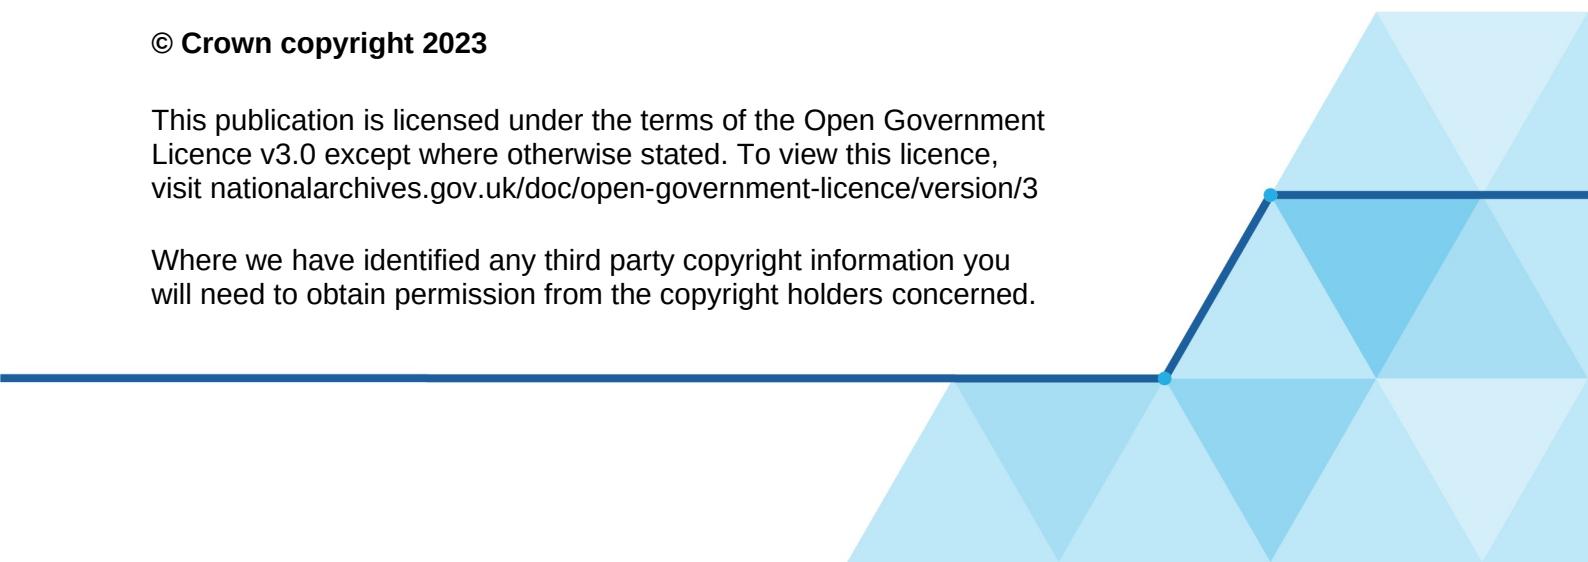 © Crown copyright 2023
This publication is licensed under the terms of the Open Government
Licence v3.0 except where otherwise stated. To view this licence,
visit nationalarchives.gov.uk/doc/open-government-licence/version/3
Where we have identified any third party copyright information you
will need to obtain permission from the copyright holders concerned.